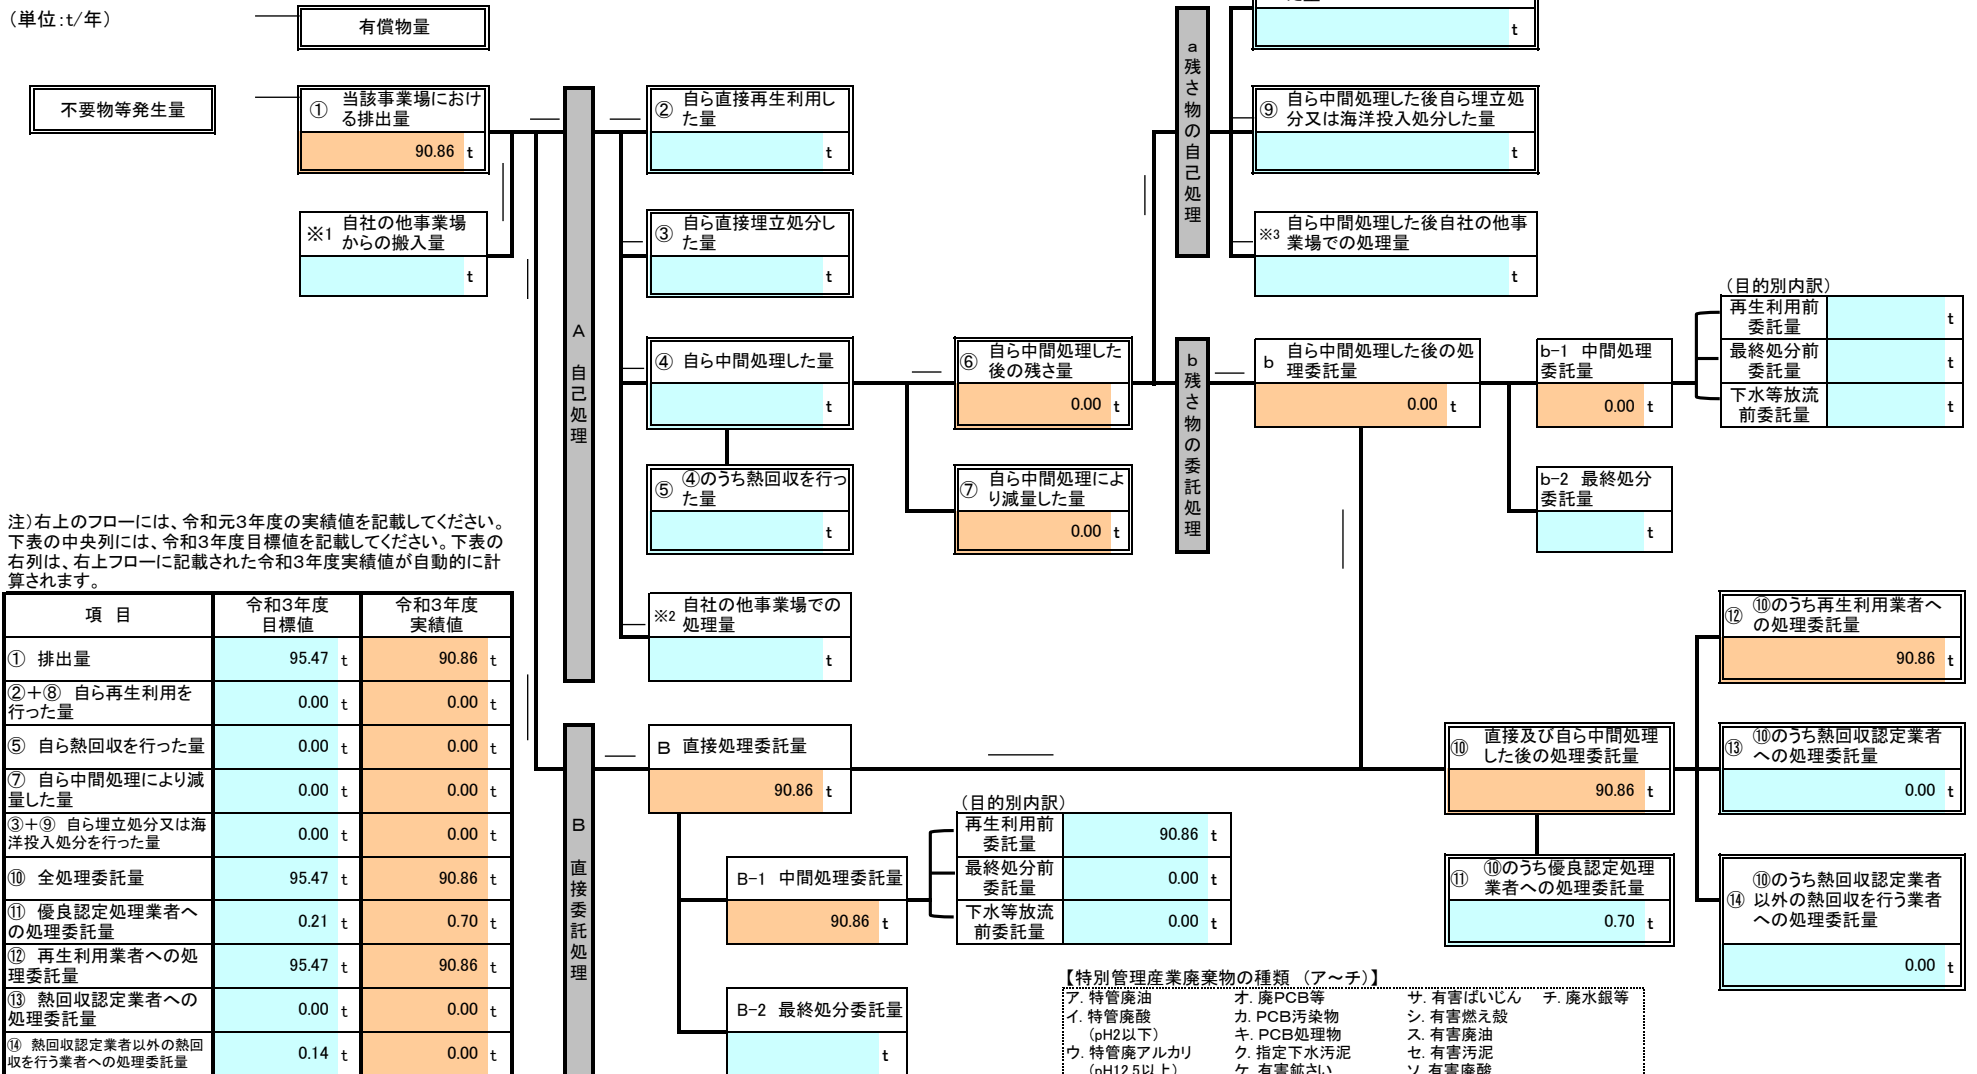 (単位:t/年)
有償物量
不要物等発生量
① 当該事業場におけ
る排出量
90.86 t
※1 自社の他事業場
からの搬入量
t
A 自己処理
② 自ら直接再生利用し
た量
t
③ 自ら直接埋立処分し
た量
t
④ 自ら中間処理した量
t
⑤ ④のうち熱回収を行っ
た量
t
※2 自社の他事業場での
処理量
t
⑥ 自ら中間処理した
後の残さ量
0.00 t
⑦ 自ら中間処理によ
り減量した量
0.00 t
a残さ物の自己処理
t
⑨ 自ら中間処理した後自ら埋立処
分又は海洋投入処分した量
t
※3 自ら中間処理した後自社の他事
業場での処理量
t
b残さ物の委託処理
b 自ら中間処理した後の処
理委託量
0.00 t
b-1 中間処理
委託量
0.00 t
b-2 最終処分
委託量
t
(目的別内訳)
再生利用前
委託量
t
最終処分前
委託量
t
下水等放流
前委託量
t
注)右上のフローには、令和元3年度の実績値を記載してください。
下表の中央列には、令和3年度目標値を記載してください。下表の
右列は、右上フローに記載された令和3年度実績値が自動的に計
算されます。
項 目 令和3年度 令和3年度
目標値 実績値
① 排出量 95.47 t 90.86 t
②+⑧ 自ら再生利用を
行った量 0.00 t 0.00 t
⑤ 自ら熱回収を行った量 0.00 t 0.00 t
⑦ 自ら中間処理により減
量した量 0.00 t 0.00 t
③+⑨ 自ら埋立処分又は海
洋投入処分を行った量 0.00 t 0.00 t
⑩ 全処理委託量 95.47 t 90.86 t
⑪ 優良認定処理業者へ
の処理委託量 0.21 t 0.70 t
⑫ 再生利用業者への処
理委託量 95.47 t 90.86 t
⑬ 熱回収認定業者への
処理委託量 0.00 t 0.00 t
⑭ 熱回収認定業者以外の熱回
収を行う業者への処理委託量 0.14 t 0.00 t
B 直接委託処理
B 直接処理委託量
90.86 t
B-1 中間処理委託量
90.86 t
B-2 最終処分委託量
t
(目的別内訳)
再生利用前
委託量
90.86 t
最終処分前
委託量
0.00 t
下水等放流
前委託量
0.00 t
⑩ 直接及び自ら中間処理
した後の処理委託量
90.86 t
⑪ ⑩のうち優良認定処理
業者への処理委託量
0.70 t
⑫ ⑩のうち再生利用業者へ
の処理委託量
90.86 t
⑬ ⑩のうち熱回収認定業者
への処理委託量
0.00 t
⑭ ⑩のうち熱回収認定業者
以外の熱回収を行う業者
への処理委託量
0.00 t
【特別管理産業廃棄物の種類 (ア~チ)】
ア. 特管廃油 オ. 廃PCB等 サ. 有害ばいじん チ. 廃水銀等
イ. 特管廃酸 カ. PCB汚染物 シ. 有害燃え殻
(pH2以下) キ. PCB処理物 ス. 有害廃油
ウ. 特管廃アルカリ ク. 指定下水汚泥 セ. 有害汚泥
(pH12.5以上) ケ. 有害鉱さい ソ. 有害廃酸